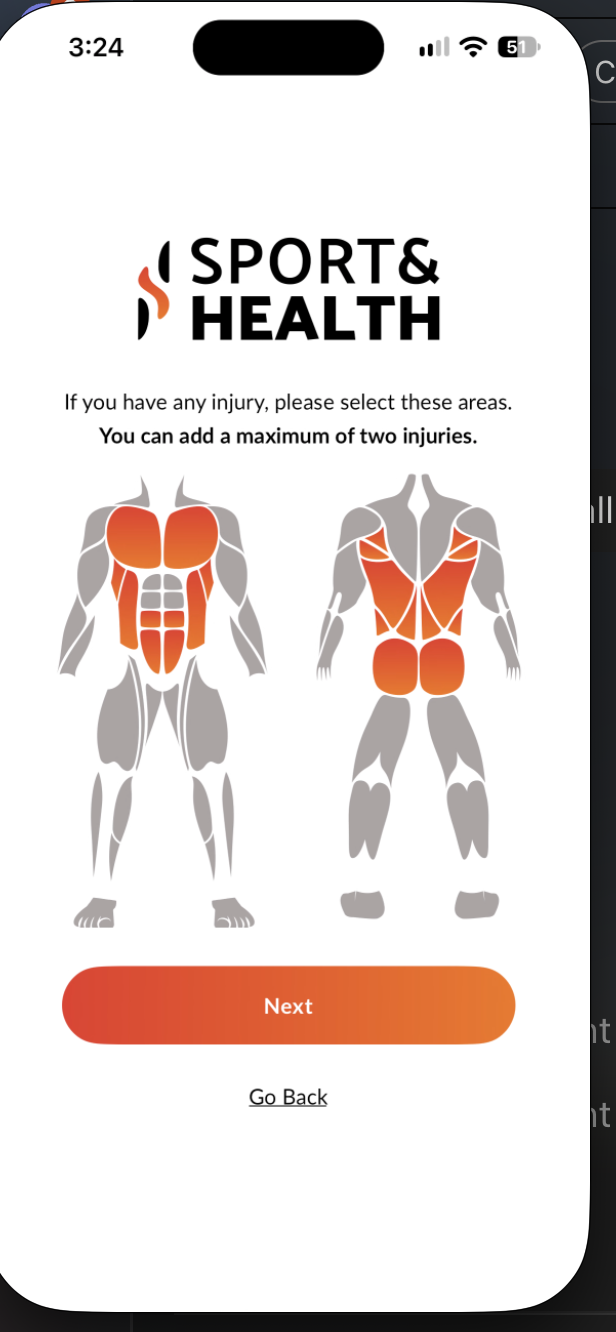 3:24
51
SPORT&
HEALTH
If you have any injury, please select these areas.
You can add a maximum of two injuries.
Next
Go Back